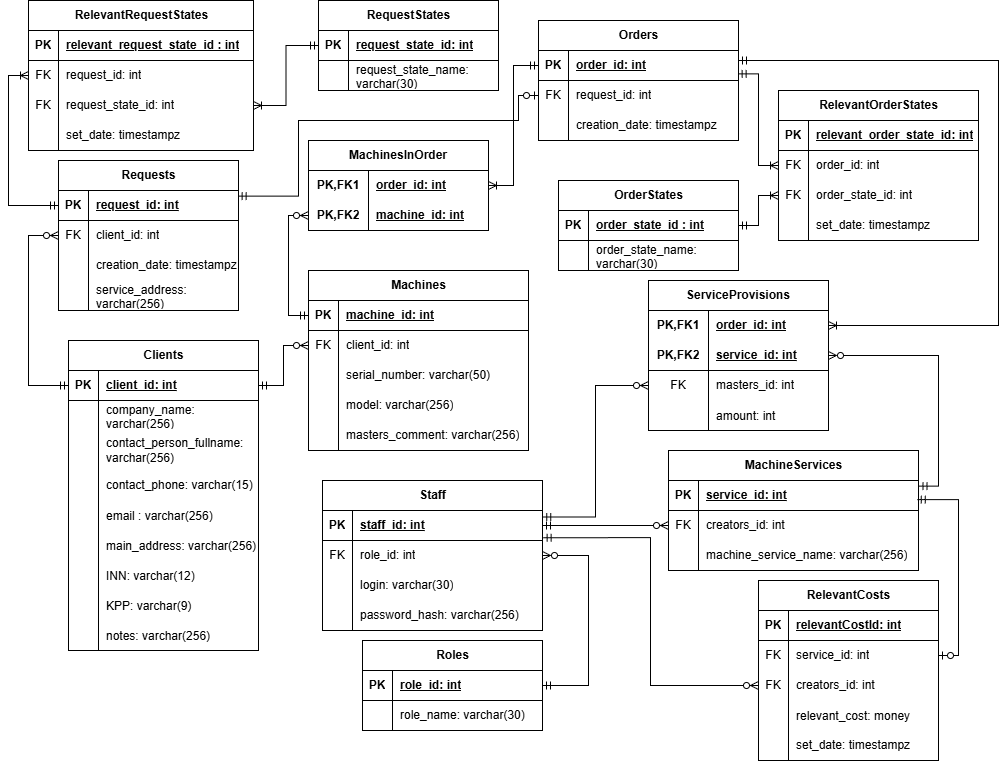 RelevantRequestStates
PK relevant_request_state_id : int
FK request_id: int
FK request_state_id: int
set_date: timestampz
RequestStates
PK request_state_id: int
request_state_name:
varchar(30)
Orders
PK order_id: int
FK request_id: int
creation_date: timestampz
RelevantOrderStates
PK relevant_order_state_id: int
FK order_id: int
FK order_state_id: int
set_date: timestampz
Requests
PK request_id: int
FK client_id: int
creation_date: timestampz
service_address:
varchar(256)
MachinesInOrder
PK,FK1 order_id: int
PK,FK2 machine_id: int
OrderStates
PK order_state_id : int
order_state_name:
varchar(30)
Machines
PK machine_id: int
FK client_id: int
serial_number: varchar(50)
model: varchar(256)
masters_comment: varchar(256)
ServiceProvisions
PK,FK1 order_id: int
PK,FK2 service_id: int
FK masters_id: int
amount: int
Clients
PK client_id: int
company_name:
varchar(256)
contact_person_fullname:
varchar(256)
contact_phone: varchar(15)
email : varchar(256)
main_address: varchar(256)
INN: varchar(12)
KPP: varchar(9)
notes: varchar(256)
Staff
PK staff_id: int
FK role_id: int
login: varchar(30)
password_hash: varchar(256)
MachineServices
PK service_id: int
FK creators_id: int
machine_service_name: varchar(256)
RelevantCosts
PK relevantCostId: int
FK service_id: int
FK creators_id: int
relevant_cost: money
set_date: timestampz
Roles
PK role_id: int
role_name: varchar(30)